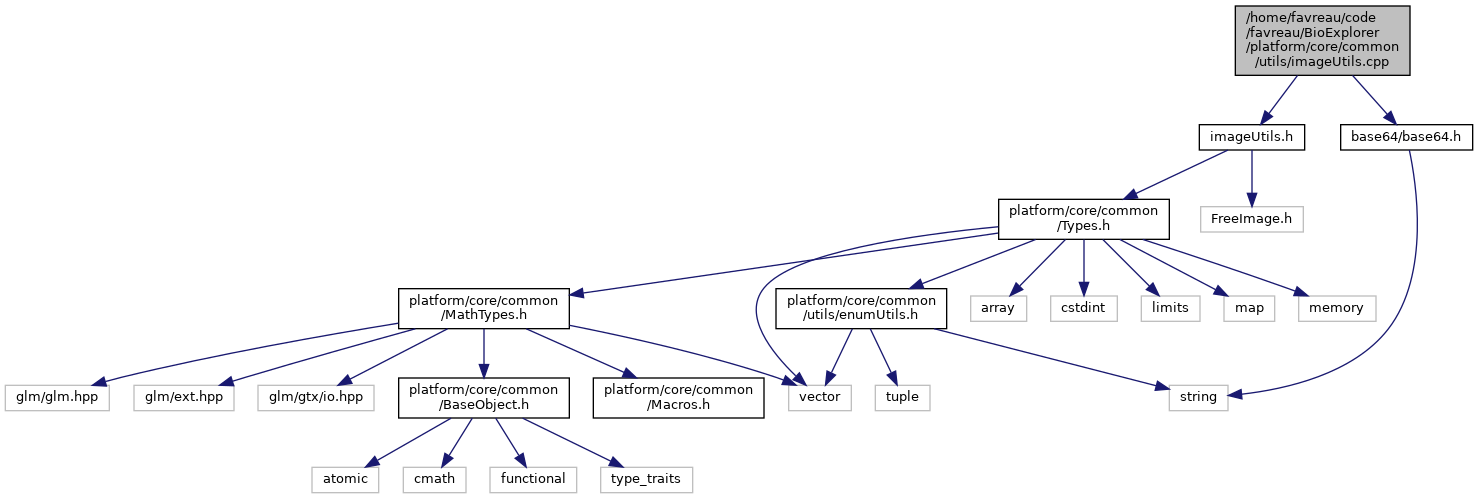 /home/favreau/code
/favreau/BioExplorer
/platform/core/common
/utils/imageUtils.cpp
imageUtils.h
base64/base64.h
platform/core/common
/Types.h
FreeImage.h
platform/core/common
/MathTypes.h
platform/core/common
/utils/enumUtils.h
array
cstdint
limits
map
memory
glm/glm.hpp
glm/ext.hpp
glm/gtx/io.hpp
platform/core/common
/BaseObject.h
platform/core/common
/Macros.h
vector
tuple
string
atomic
cmath
functional
type_traits